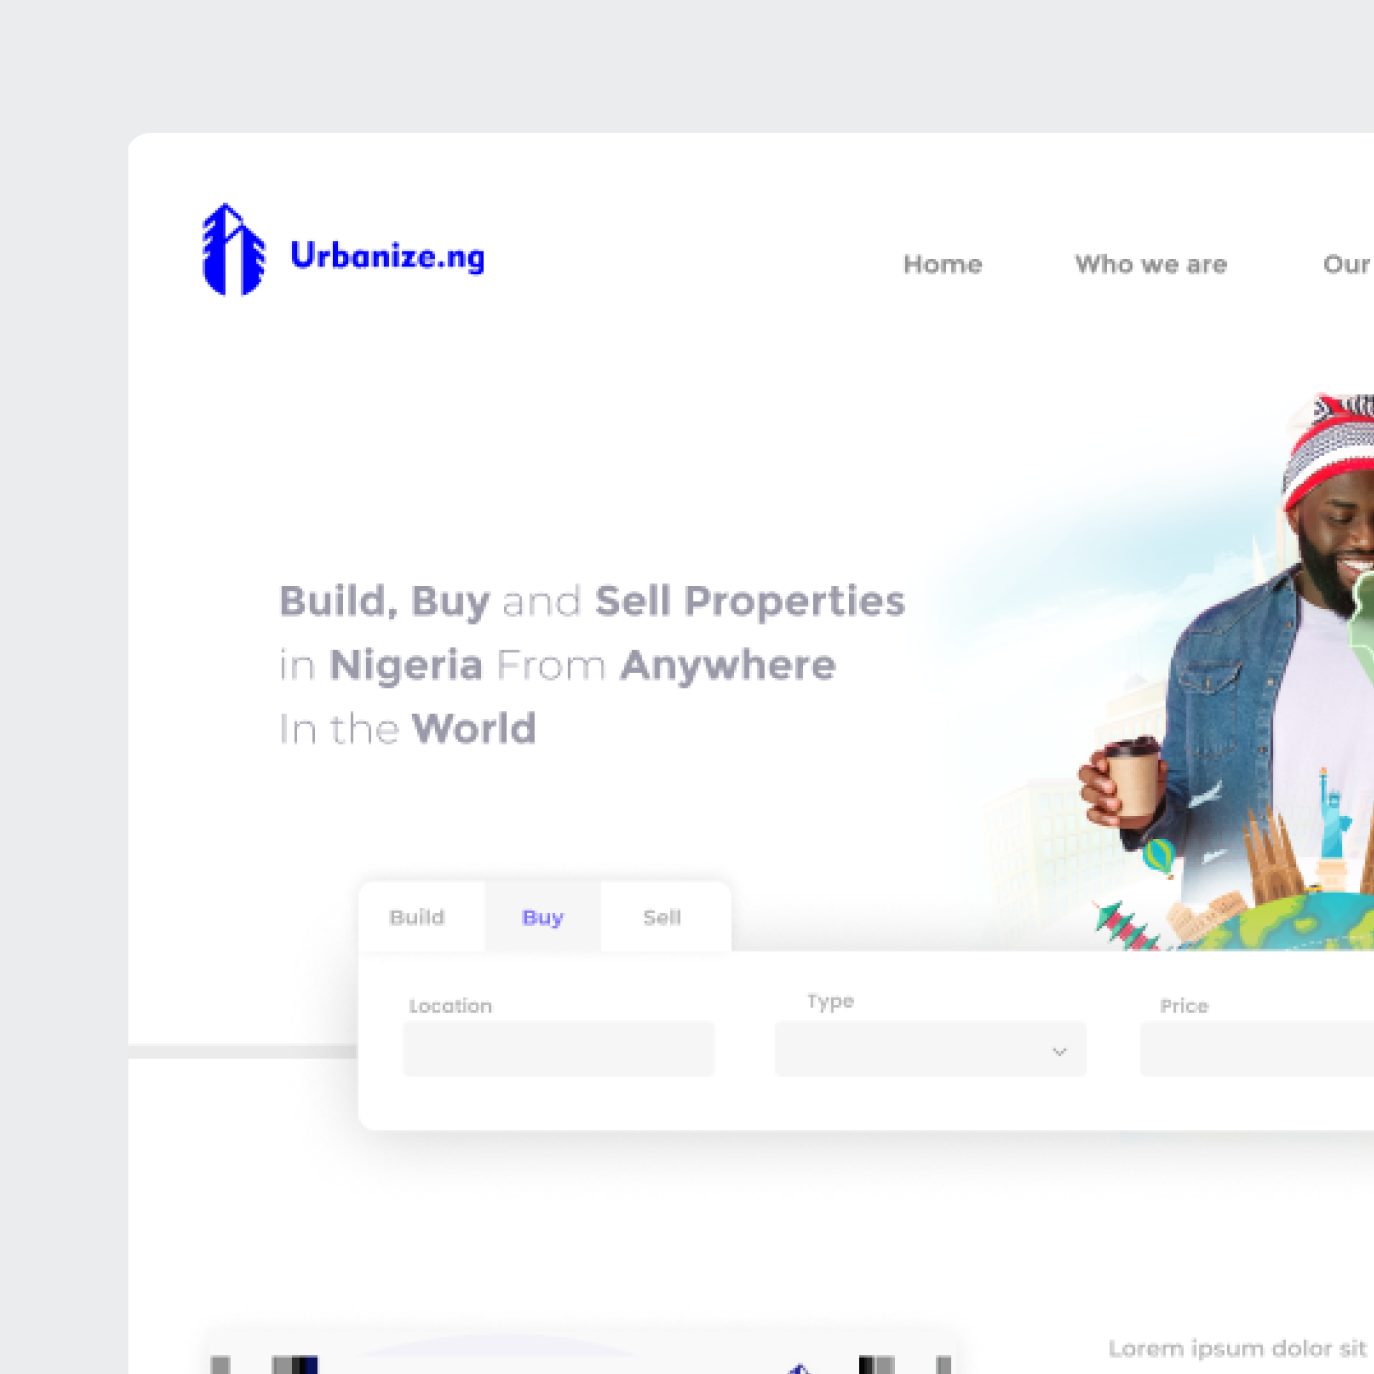 Urbanize.ng
Home
Who we are
Our
Build, Buy and Sell Properties
in Nigeria From Anywhere
In the World
Build
Buy
Sell
Location
Type
Price
Lorem ipsum dolor sit